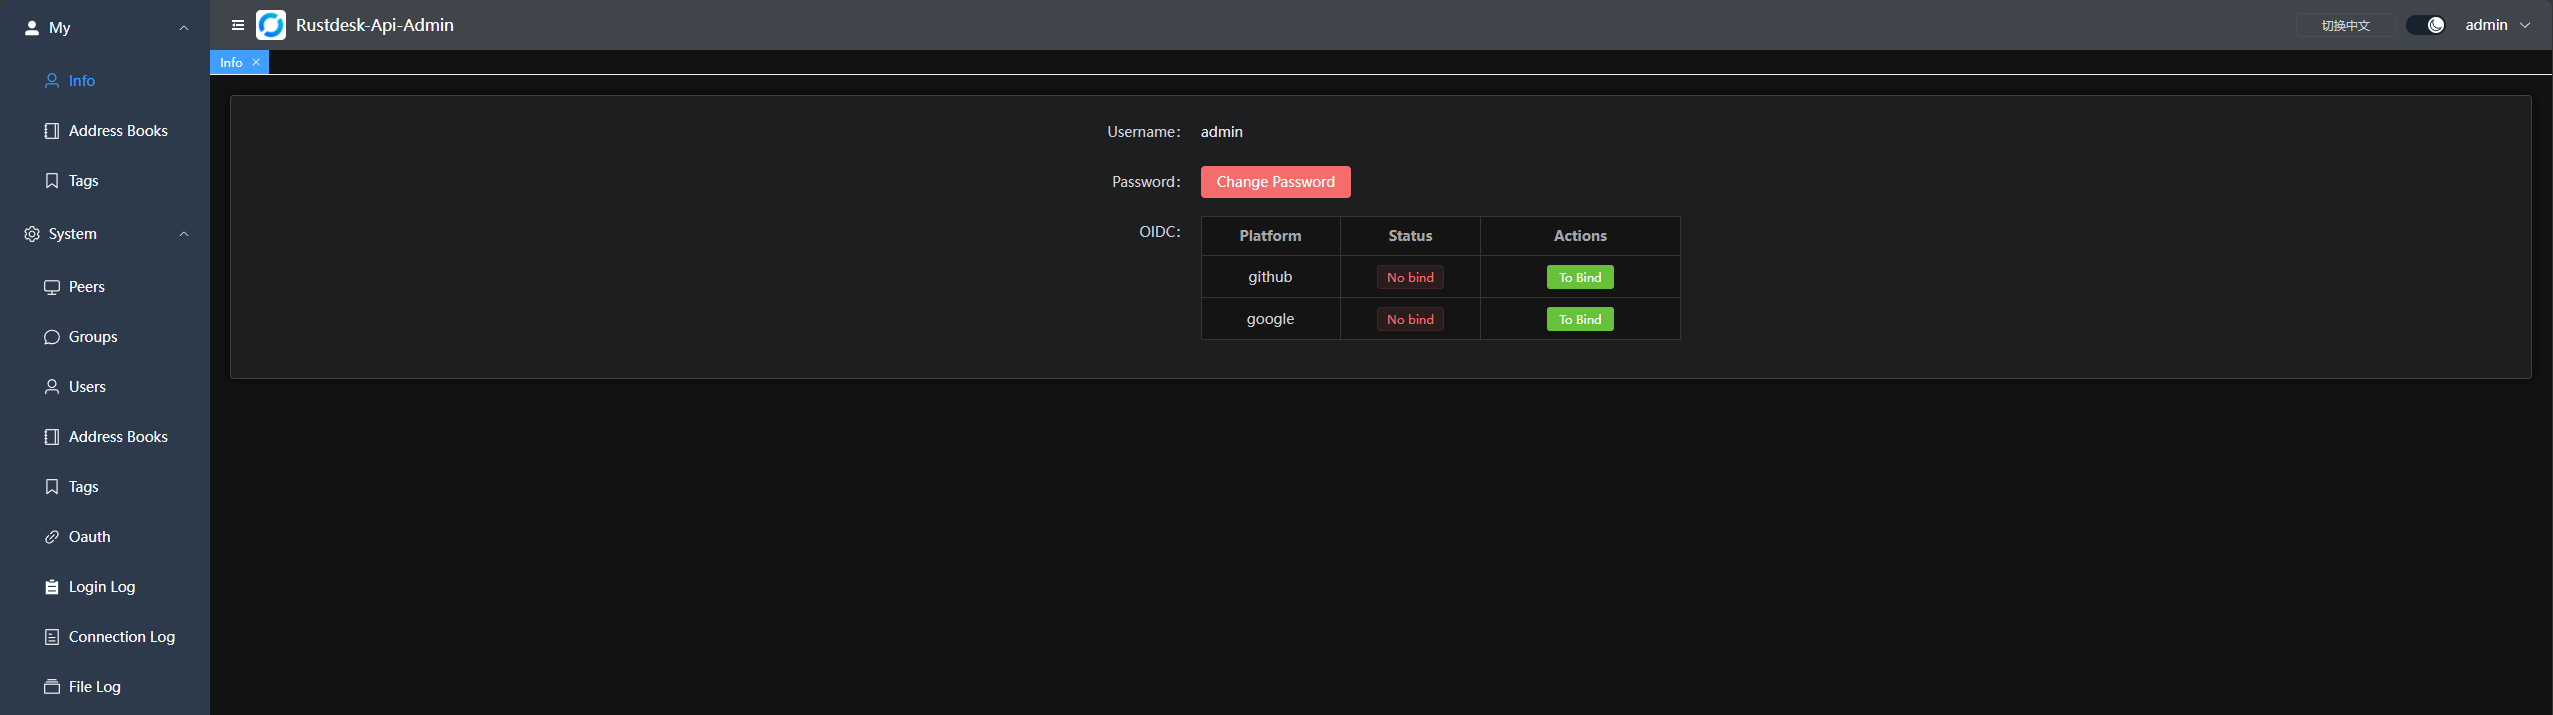 My
Info
Address Books
Tags
System
Peers
Groups
Users
Address Books
Tags
Oauth
Login Log
Connection Log
File Log
Rustdesk-Api-Admin
切换中文
admin
Info
Username: admin
Password: Change Password
OIDC:
Platform Status Actions
github No bind To Bind
google No bind To Bind